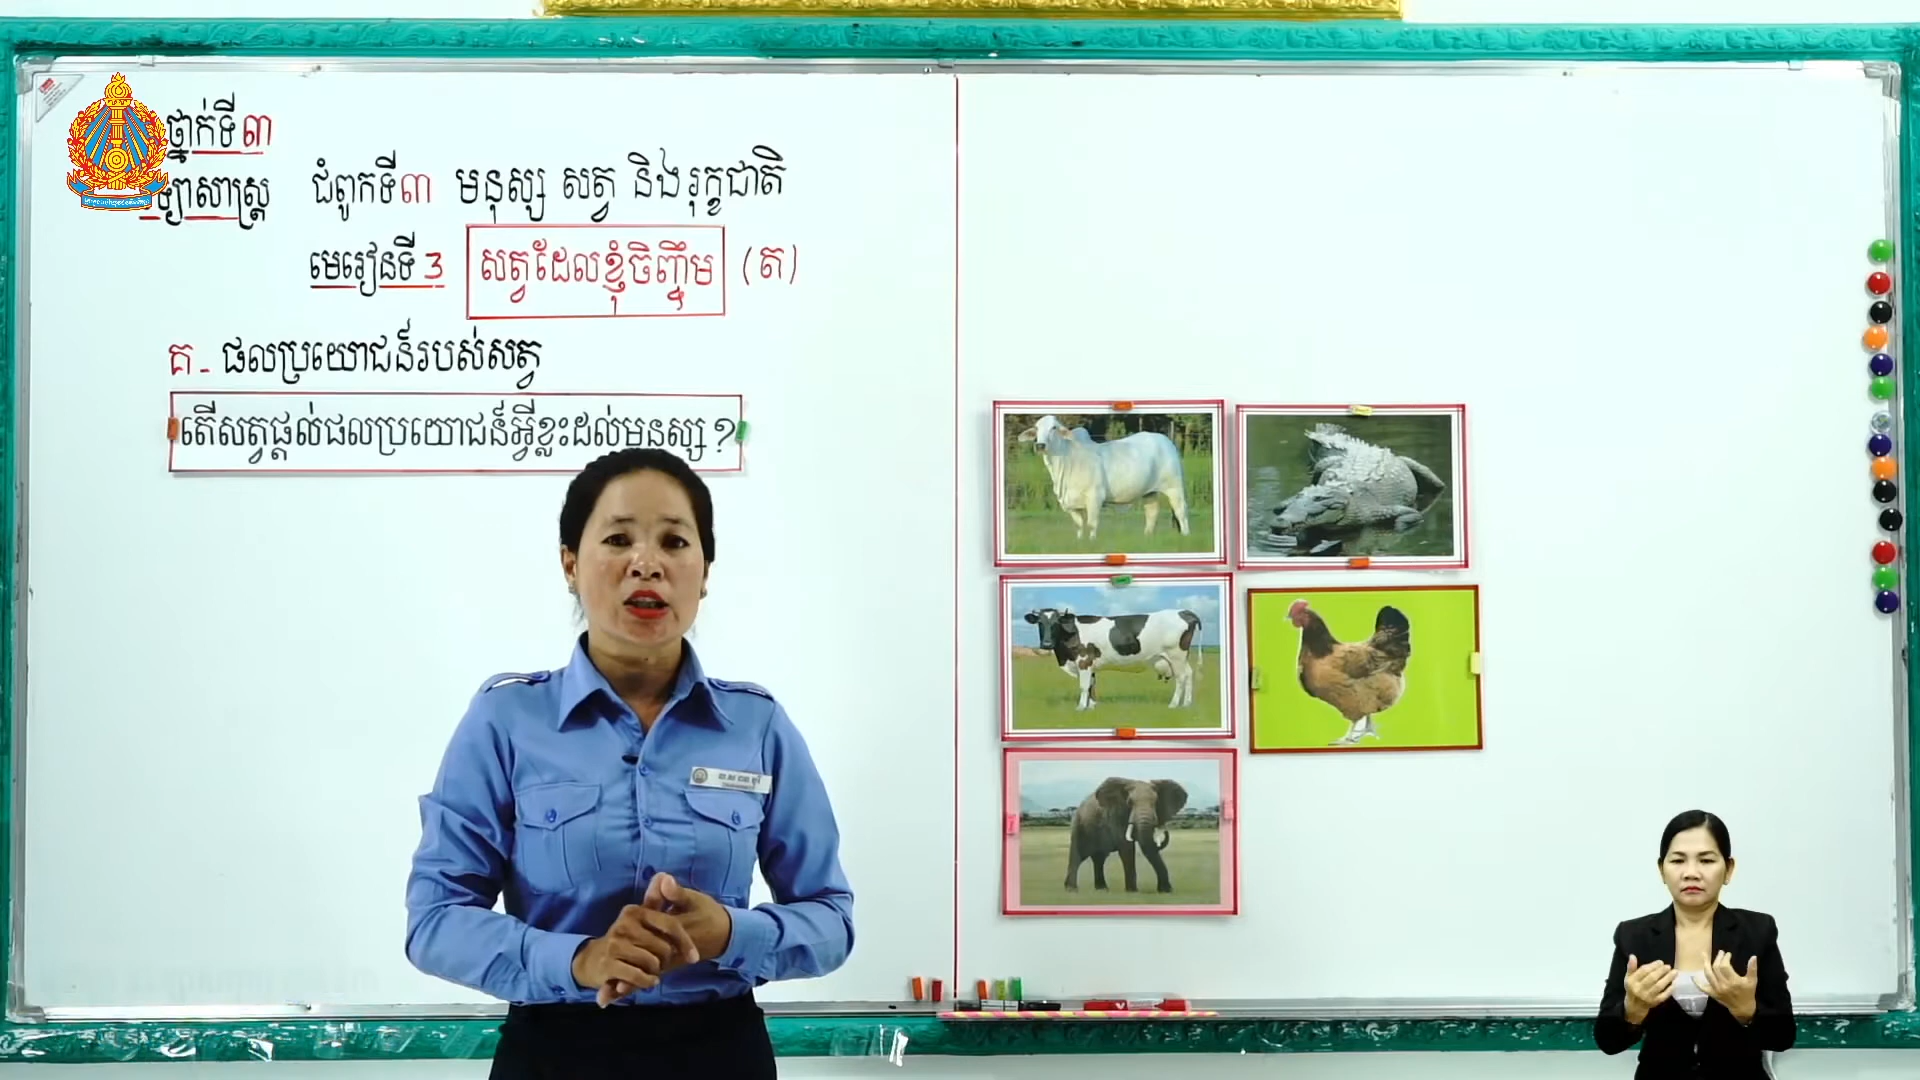 ថ្នាក់ទី ៣
វិទ្យាសាស្ត្រ
ជំពូកទី៣ មនុស្ស សត្វ និងរុក្ខជាតិ
មេរៀនទី 3 សត្វដែលខ្ញុំចិញ្ចឹម (ត)
គ- ផលប្រយោជន៍របស់សត្វ
តើសត្វផ្ដល់ផលប្រយោជន៍អ្វីខ្លះដល់មនុស្ស ?